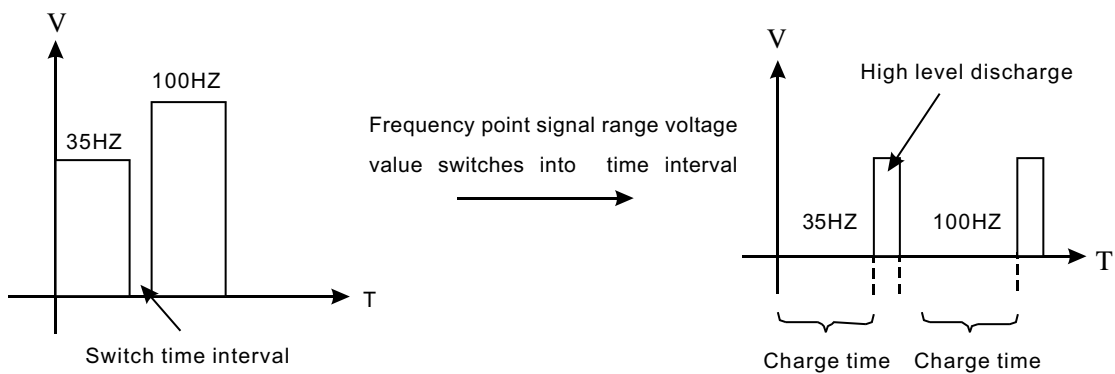 V
100HZ
35HZ
T
Switch time interval
Frequency point signal range voltage
value switches into time interval
V
High level discharge
35HZ
100HZ
T
Charge time
Charge time